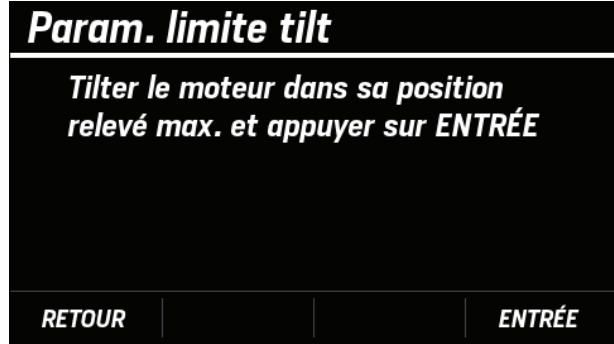 Param. limite tilt
Tilter le moteur dans sa position
relevé max. et appuyer sur ENTRÉE
RETOUR ENTRÉE